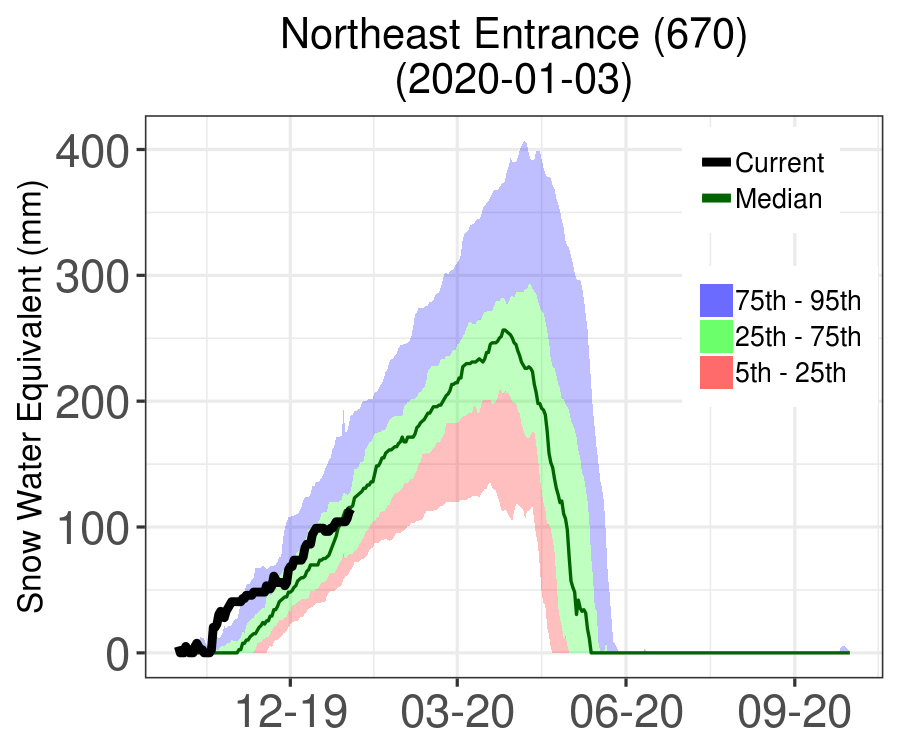 Northeast Entrance (670)
(2020-01-03)
Snow Water Equivalent (mm)
400
300
200
100
0
Current
Median
75th - 95th
25th - 75th
5th - 25th
12-19
03-20
06-20
09-20